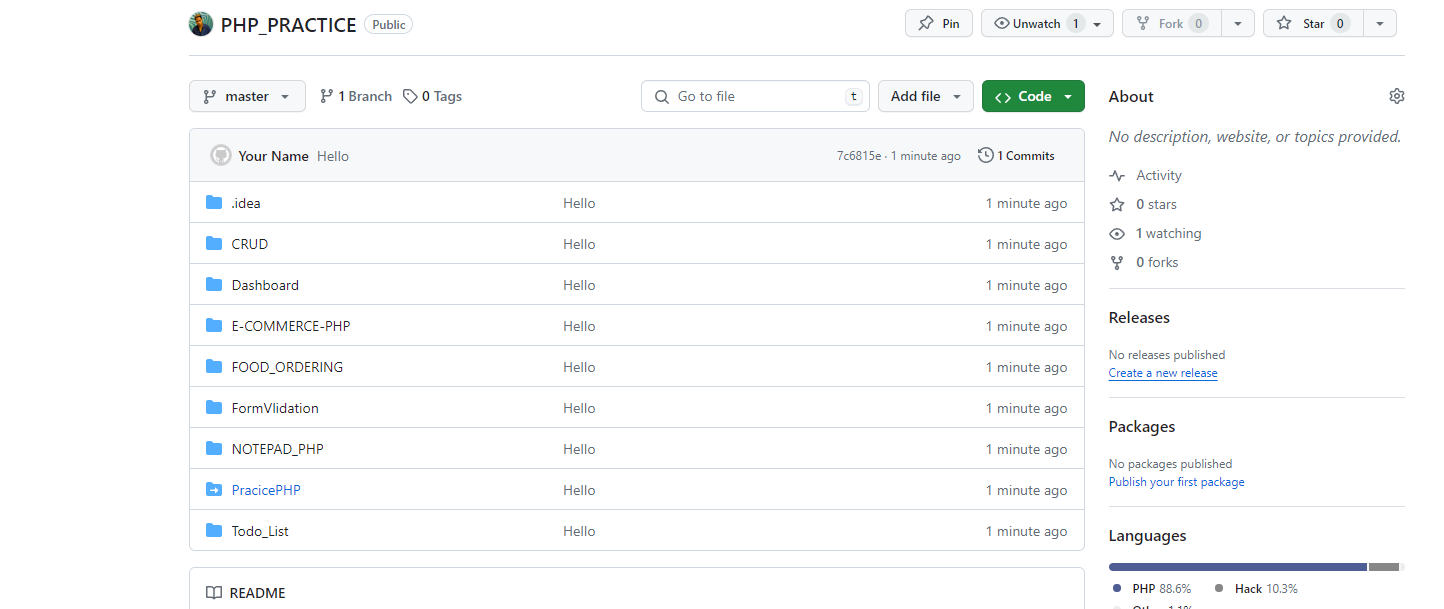 PHP_PRACTICE Public
Pin
Unwatch 1
Fork 0
Star 0
master
1 Branch
0 Tags
Go to file t
Add file
<> Code
Your Name Hello 7c6815e · 1 minute ago 1 Commits
.idea Hello 1 minute ago
CRUD Hello 1 minute ago
Dashboard Hello 1 minute ago
E-COMMERCE-PHP Hello 1 minute ago
FOOD_ORDERING Hello 1 minute ago
FormVlidation Hello 1 minute ago
NOTEPAD_PHP Hello 1 minute ago
PracicePHP Hello 1 minute ago
Todo_List Hello 1 minute ago
README
About
No description, website, or topics provided.
Activity
0 stars
1 watching
0 forks
Releases
No releases published
Create a new release
Packages
No packages published
Publish your first package
Languages
PHP 88.6% Hack 10.3%
Other 1.1%